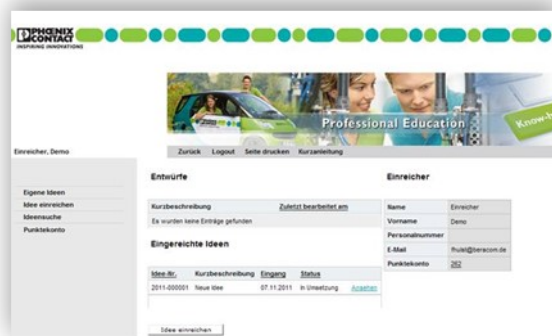 PHŒNIX
CONTACT
INSPIRING INNOVATIONS
Professional Education
Know-h
Einreicher, Demo
Zurück Logout Seite drucken Kurzanleitung
Eigene Ideen
Idee einreichen
Ideensuche
Punktekonto
Entwürfe
Kurzbeschreibung Zuletzt bearbeitet am
Es wurden keine Einträge gefunden
Eingereichte Ideen
Idee-Nr. Kurzbeschreibung Eingang Status
2011-000001 Neue Idee 07.11.2011 In Umsetzung Ansehen
Idee einreichen
Einreicher
Name Einreicher
Vorname Demo
Personalnummer
E-Mail
Punktekonto 262